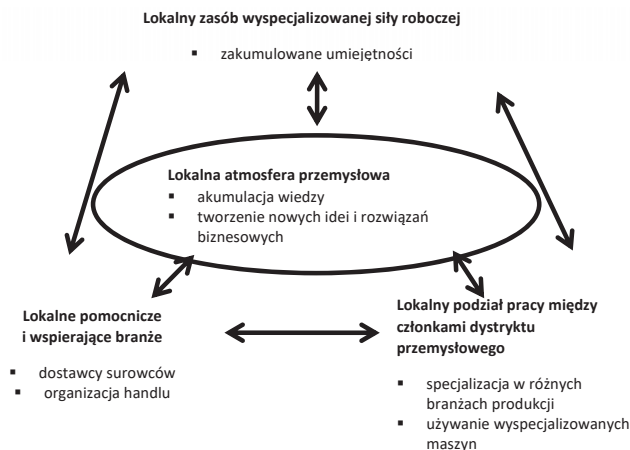 Lokalny zasób wyspecjalizowanej siły roboczej
▪ zakumulowane umiejętności
Lokalna atmosfera przemysłowa
▪ akumulacja wiedzy
▪ tworzenie nowych idei i rozwiązań
biznesowych
Lokalne pomocnicze
i wspierające branże
▪ dostawcy surowców
▪ organizacja handlu
Lokalny podział pracy między
członkami dystryktu
przemysłowego
▪ specjalizacja w różnych
branżach produkcji
▪ używanie wyspecjalizowanych
maszyn